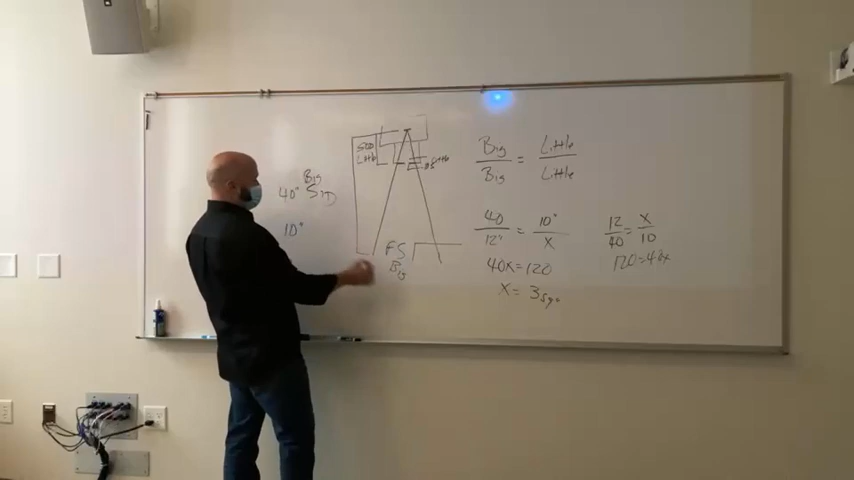 Big
40" SID
10"
Little
FS
Big
Big = Little
Big Little
40 = 10"
12" X
40X = 120
X = 3
12 = X
40 10
120 = 40x